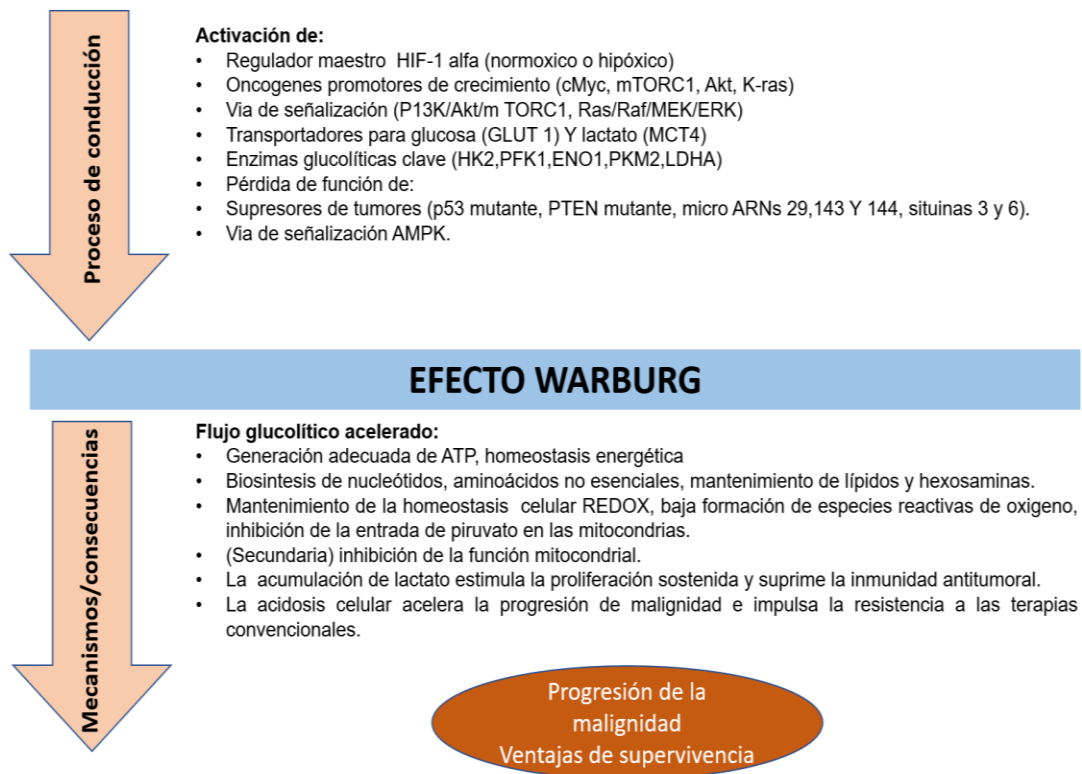 Proceso de conducción
Activación de:
• Regulador maestro HIF-1 alfa (normoxico o hipóxico)
• Oncogenes promotores de crecimiento (cMyc, mTORC1, Akt, K-ras)
• Via de señalización (P13K/Akt/m TORC1, Ras/Raf/MEK/ERK)
• Transportadores para glucosa (GLUT 1) Y lactato (MCT4)
• Enzimas glucolíticas clave (HK2,PFK1,ENO1,PKM2,LDHA)
• Pérdida de función de:
• Supresores de tumores (p53 mutante, PTEN mutante, micro ARNs 29,143 Y 144, situinas 3 y 6).
• Via de señalización AMPK.
EFECTO WARBURG
Mecanismos/consecuencias
Flujo glucolítico acelerado:
• Generación adecuada de ATP, homeostasis energética
• Biosintesis de nucleótidos, aminoácidos no esenciales, mantenimiento de lípidos y hexosaminas.
• Mantenimiento de la homeostasis celular REDOX, baja formación de especies reactivas de oxigeno,
inhibición de la entrada de piruvato en las mitocondrias.
• (Secundaria) inhibición de la función mitocondrial.
• La acumulación de lactato estimula la proliferación sostenida y suprime la inmunidad antitumoral.
• La acidosis celular acelera la progresión de malignidad e impulsa la resistencia a las terapias
convencionales.
Progresión de la
malignidad
Ventajas de supervivencia